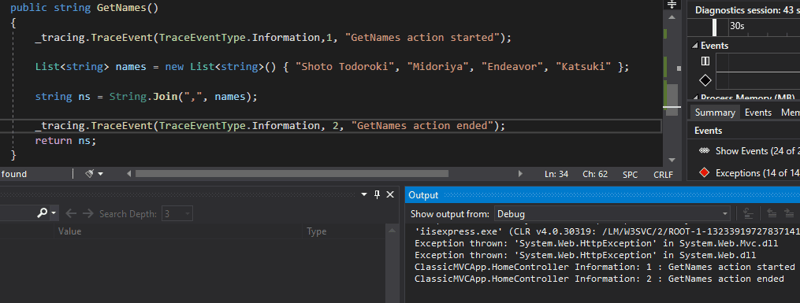 public string GetNames()
{
_tracing.TraceEvent(TraceEventType.Information,1, "GetNames action started");
List<string> names = new List<string>() { "Shoto Todoroki", "Midoriya", "Endeavor", "Katsuki" };
string ns = String.Join(",", names);
_tracing.TraceEvent(TraceEventType.Information, 2, "GetNames action ended");
return ns;
}
found
Ln: 34 Ch: 62 SPC CRLF
Search Depth: 3
Value Type
Diagnostics session: 43 s
30s
Events
Process Memory (MB)
Summary Events Mem
Events
Show Events (24 of 2
Exceptions (14 of 14
Output
Show output from: Debug
'iisexpress.exe' (CLR v4.0.30319: /LM/W3SVC/2/ROOT-1-13233919727837141
Exception thrown: 'System.Web.HttpException' in System.Web.Mvc.dll
Exception thrown: 'System.Web.HttpException' in System.Web.dll
ClassicMVCApp.HomeController Information: 1 : GetNames action started
ClassicMVCApp.HomeController Information: 2 : GetNames action ended